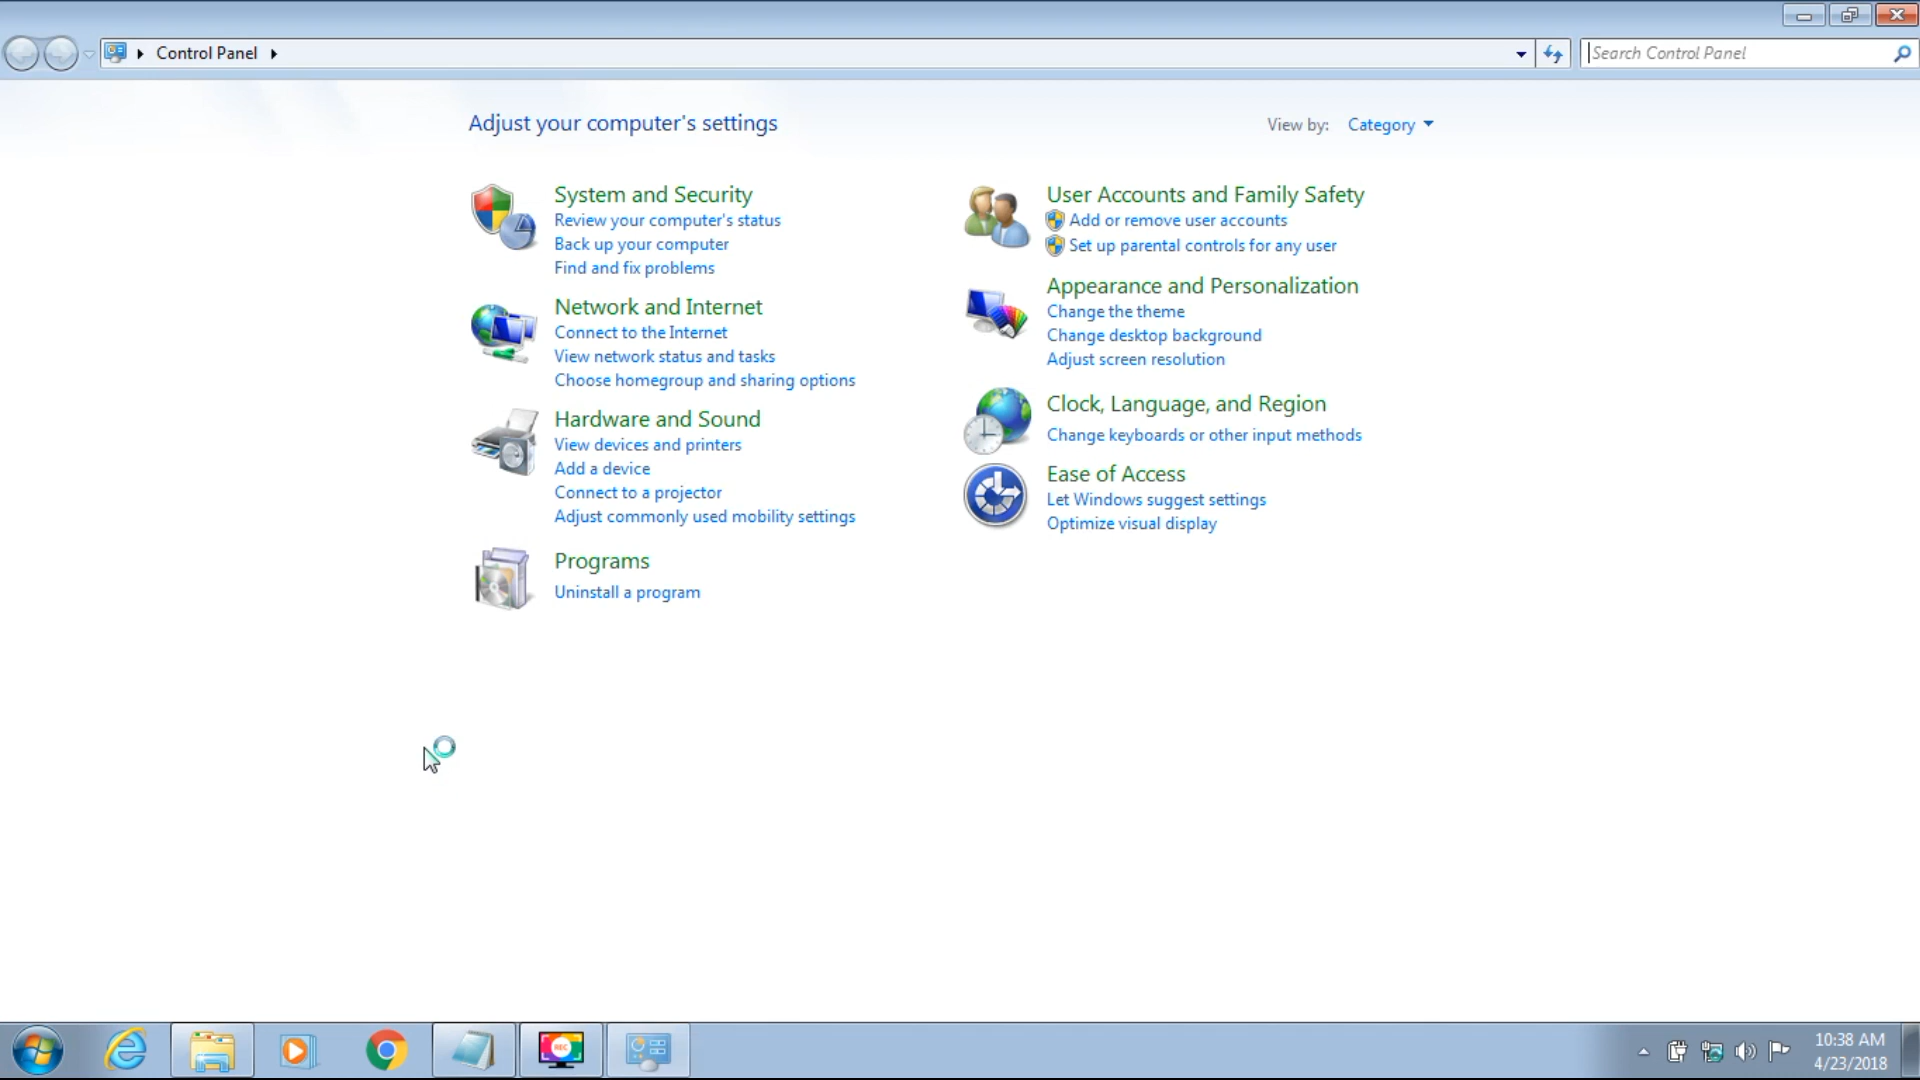 Control Panel
Search Control Panel
Adjust your computer's settings
View by: Category
System and Security
Review your computer's status
Back up your computer
Find and fix problems
Network and Internet
Connect to the Internet
View network status and tasks
Choose homegroup and sharing options
Hardware and Sound
View devices and printers
Add a device
Connect to a projector
Adjust commonly used mobility settings
Programs
Uninstall a program
User Accounts and Family Safety
Add or remove user accounts
Set up parental controls for any user
Appearance and Personalization
Change the theme
Change desktop background
Adjust screen resolution
Clock, Language, and Region
Change keyboards or other input methods
Ease of Access
Let Windows suggest settings
Optimize visual display
REC
10:38 AM
4/23/2018